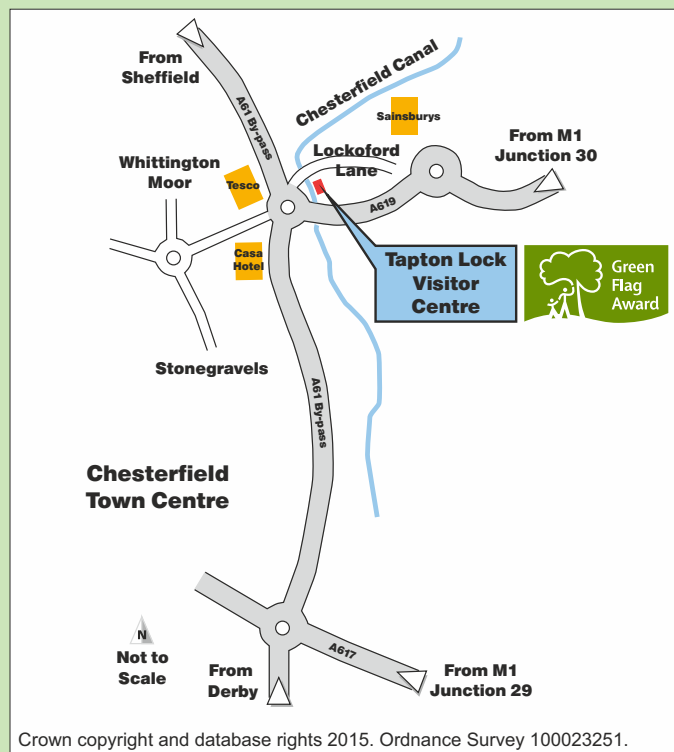 From
Sheffield
A61 By-pass
Chesterfield Canal
Sainsburys
From M1
Junction 30
Whittington
Moor
Lockoford
Lane
Tesco
A619
Casa
Hotel
Tapton Lock
Visitor
Centre
Green
Flag
Award
Stonegravels
A61 By-pass
Chesterfield
Town Centre
N
Not to
Scale
From
Derby
A617
From M1
Junction 29
Crown copyright and database rights 2015. Ordnance Survey 100023251.